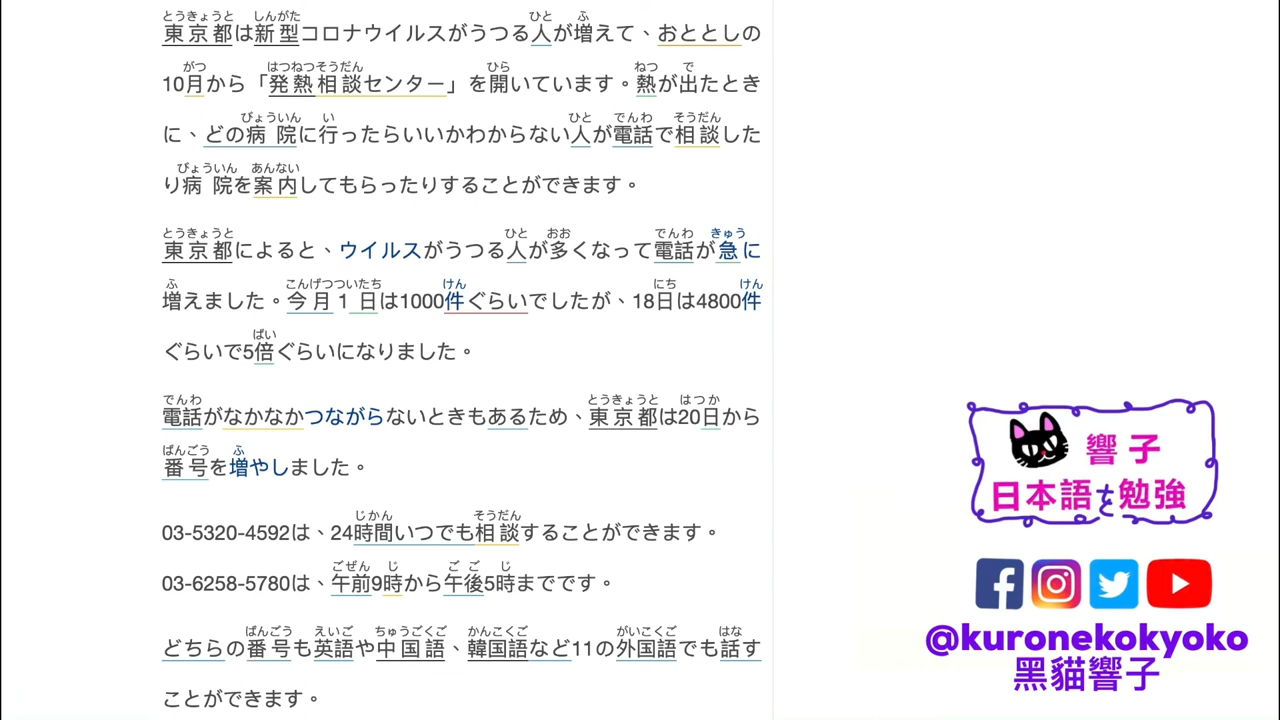 東京都は新型コロナウイルスがうつる人が増えて、おととしの
10月から「発熱相談センター」を開いています。熱が出たとき
に、どの病院に行ったらいいかわからない人が電話で相談した
り病院を案内してもらったりすることができます。
東京都によると、ウイルスがうつる人が多くなって電話が急に
増えました。今月1日は1000件ぐらいでしたが、18日は4800件
ぐらいで5倍ぐらいになりました。
電話がなかなかつながらないときもあるため、東京都は20日から
番号を増やしました。
03-5320-4592は、24時間いつでも相談することができます。
03-6258-5780は、午前9時から午後5時までです。
どちらの番号も英語や中国語、韓国語など11の外国語でも話す
ことができます。
響子
日本語を勉強
@kuronekokyoko
黑貓響子